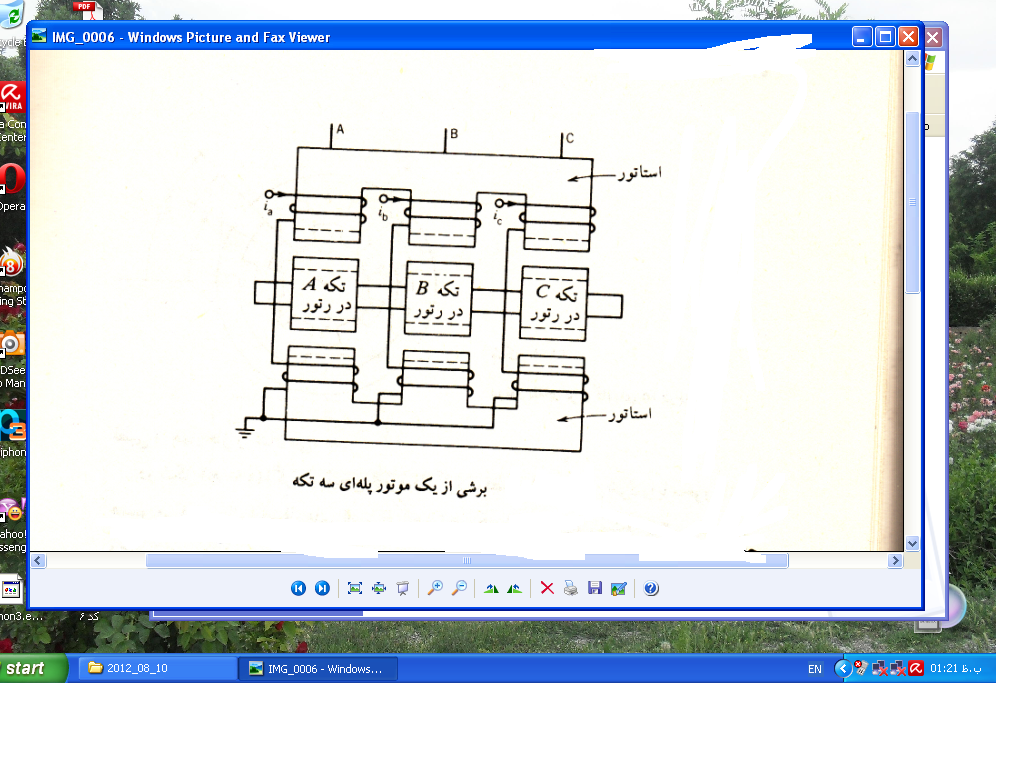 PDF
IMG_0006 - Windows Picture and Fax Viewer
A
B
C
استاتور
i a
i b
i c
تکه A
در رتور
تکه B
در رتور
تکه C
در رتور
استاتور
برشی از یک موتور پله‌ای سه تکه
start
2012_08_10
IMG_0006 - Windows...
EN
01:21 ب.ظ